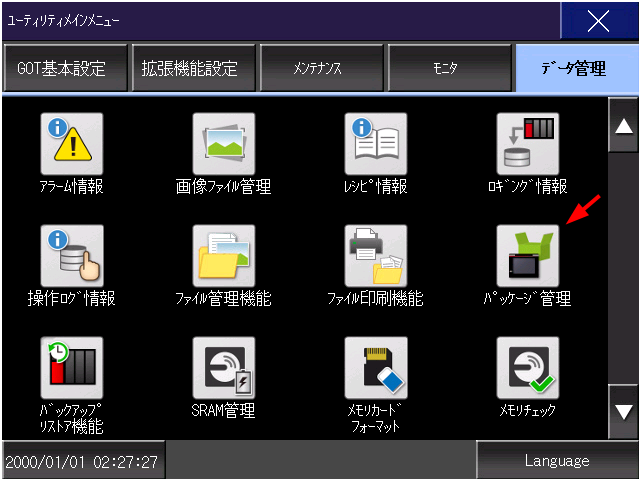 ﾕｰﾃｨﾘﾃｨﾒｲﾝﾒﾆｭｰ
GOT基本設定 拡張機能設定 ﾒﾝﾃﾅﾝｽ ﾓﾆﾀ ﾃﾞｰﾀ管理
ｱﾗｰﾑ情報 画像ﾌｧｲﾙ管理 ﾚｼﾋﾟ情報 ﾛｷﾞﾝｸﾞ情報
操作ﾛｸﾞ情報 ﾌｧｲﾙ管理機能 ﾌｧｲﾙ印刷機能 ﾊﾟｯｹｰｼﾞ管理
ﾊﾞｯｸｱｯﾌﾟ SRAM管理 ﾒﾓﾘｶｰﾄﾞ ﾒﾓﾘﾁｪｯｸ
ﾘｽﾄｱ機能 ﾌｫｰﾏｯﾄ
2000/01/01 02:27:27 Language